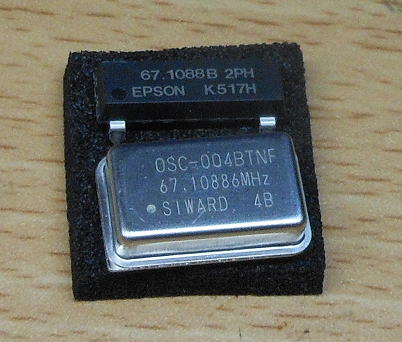 67.1088B 2PH
EPSON K517H
OSC-004BTNF
67.10886MHz
SIWARD 4B